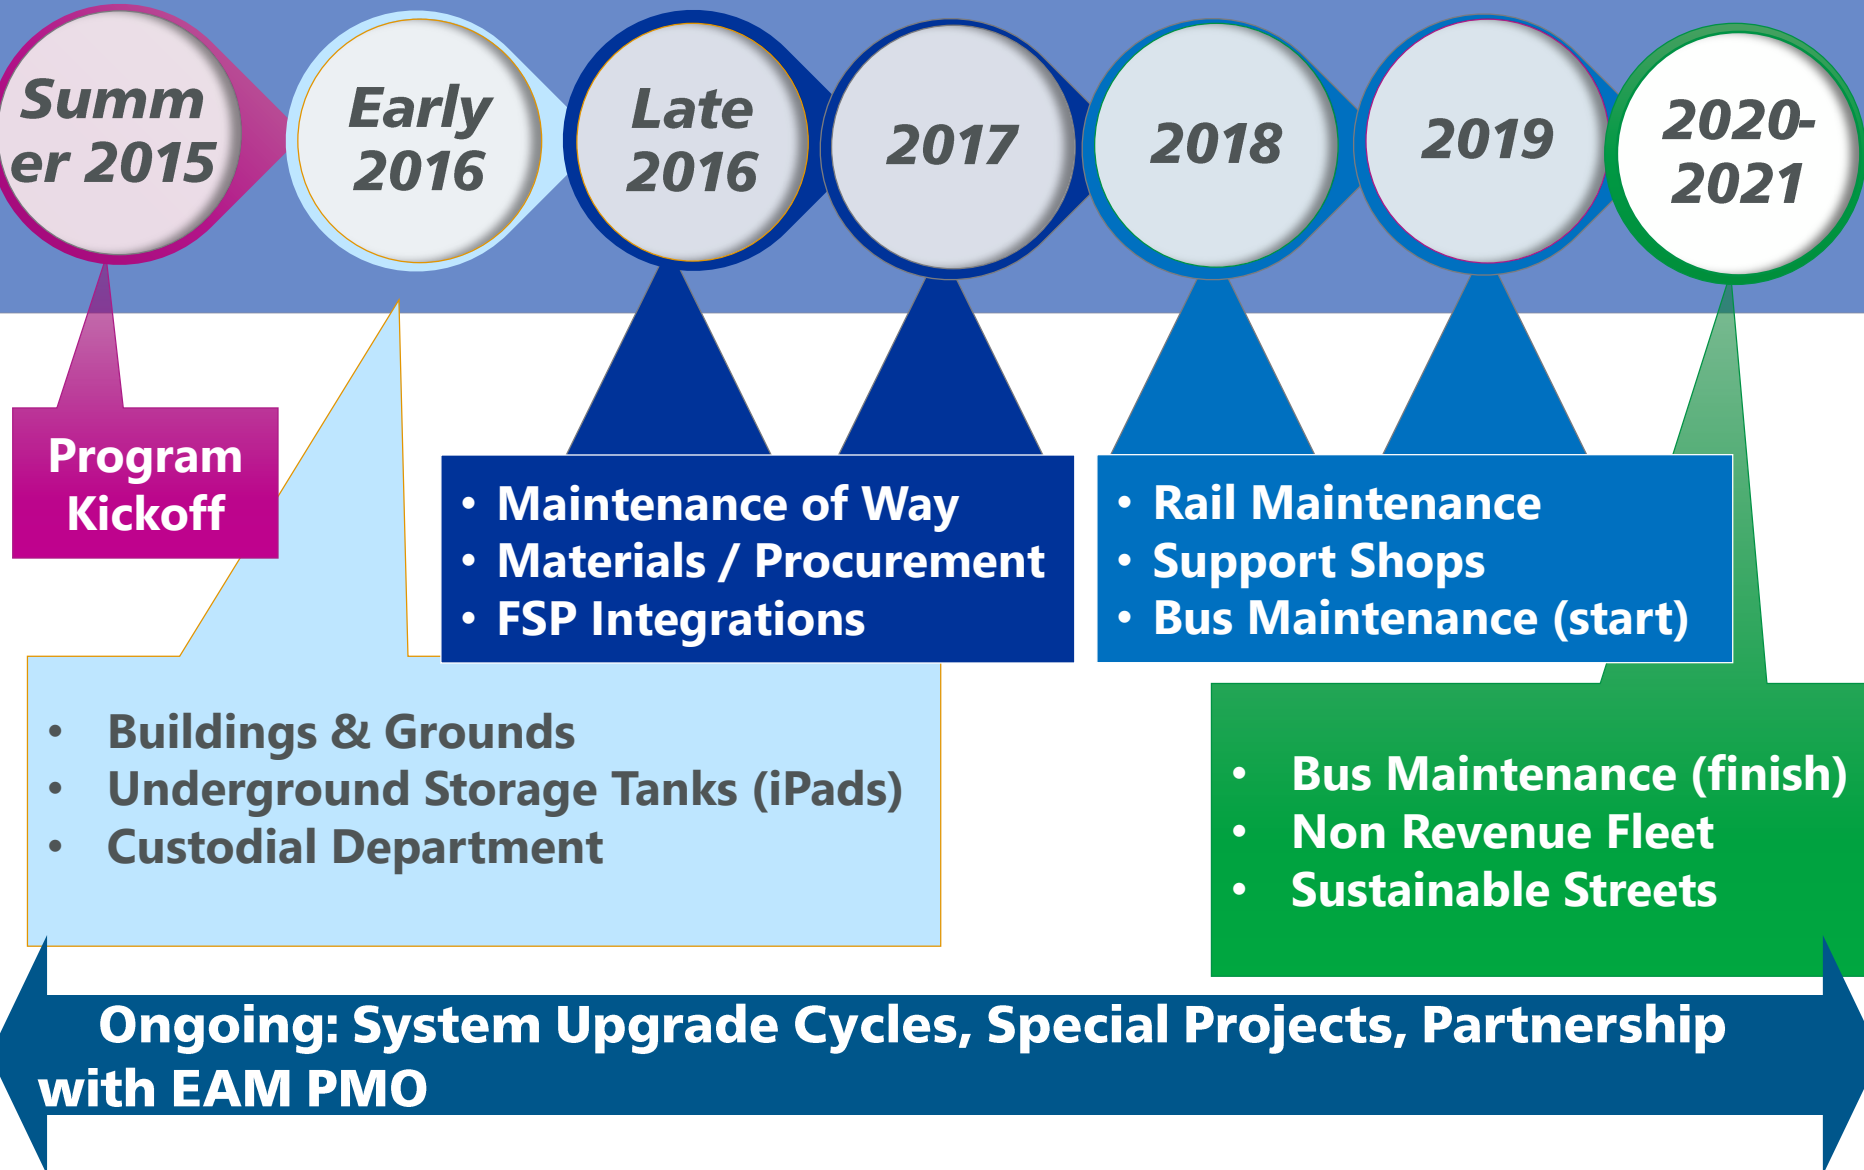 Summ
er 2015
Early
2016
Late
2016
2017
2018
2019
2020-
2021
Program
Kickoff
• Maintenance of Way
• Materials / Procurement
• FSP Integrations
• Rail Maintenance
• Support Shops
• Bus Maintenance (start)
• Buildings & Grounds
• Underground Storage Tanks (iPads)
• Custodial Department
• Bus Maintenance (finish)
• Non Revenue Fleet
• Sustainable Streets
Ongoing: System Upgrade Cycles, Special Projects, Partnership
with EAM PMO